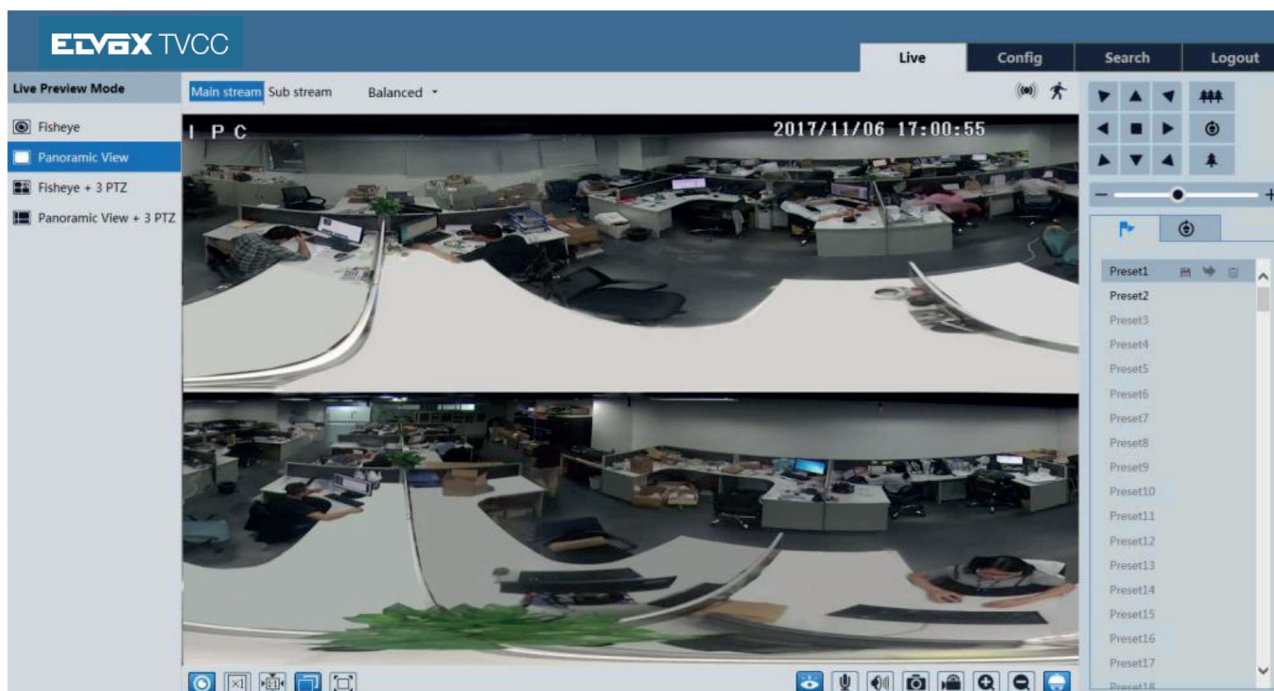 ELVOX TVCC
Live Config Search Logout
Live Preview Mode
Main stream Sub stream Balanced
Fisheye
Panoramic View
Fisheye + 3 PTZ
Panoramic View + 3 PTZ
I P C 2017/11/06 17:00:55
Preset1
Preset2
Preset3
Preset4
Preset5
Preset6
Preset7
Preset8
Preset9
Preset10
Preset11
Preset12
Preset13
Preset14
Preset15
Preset16
Preset17
Preset18